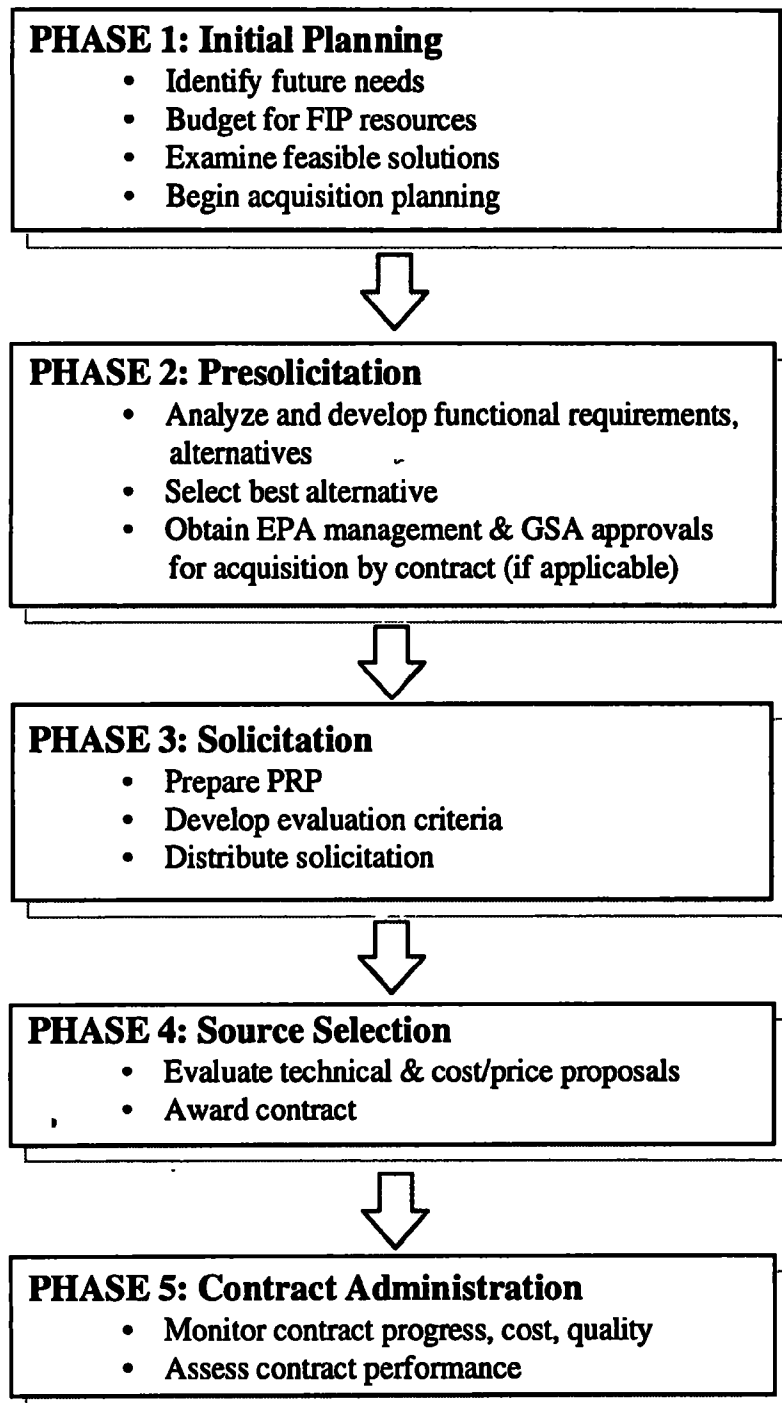 PHASE 1: Initial Planning
• Identify future needs
• Budget for FIP resources
• Examine feasible solutions
• Begin acquisition planning
PHASE 2: Presolicitation
• Analyze and develop functional requirements,
alternatives
• Select best alternative
• Obtain EPA management & GSA approvals
for acquisition by contract (if applicable)
PHASE 3: Solicitation
• Prepare PRP
• Develop evaluation criteria
• Distribute solicitation
PHASE 4: Source Selection
• Evaluate technical & cost/price proposals
• Award contract
PHASE 5: Contract Administration
• Monitor contract progress, cost, quality
• Assess contract performance